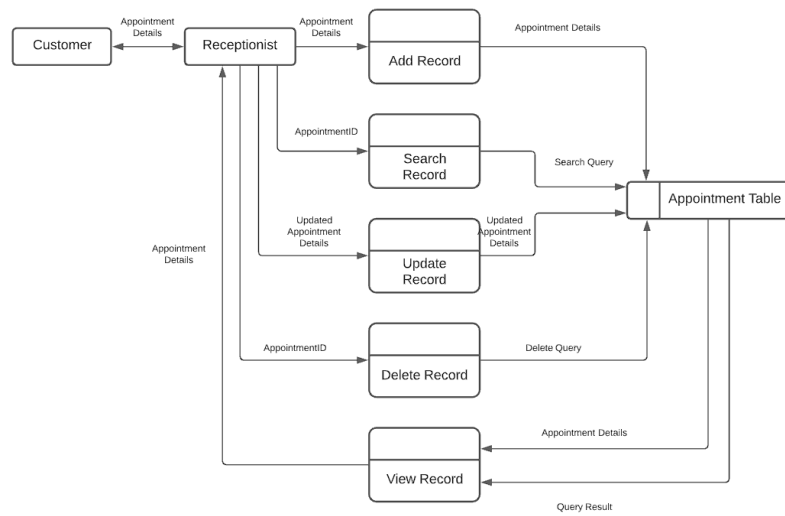 Appointment
Details
Appointment
Details
Appointment Details
Customer
Receptionist
Add Record
AppointmentID
Search
Record
Search Query
Appointment Table
Updated
Appointment
Details
Updated
Appointment
Details
Appointment
Details
Update
Record
AppointmentID
Delete Query
Delete Record
Appointment Details
View Record
Query Result